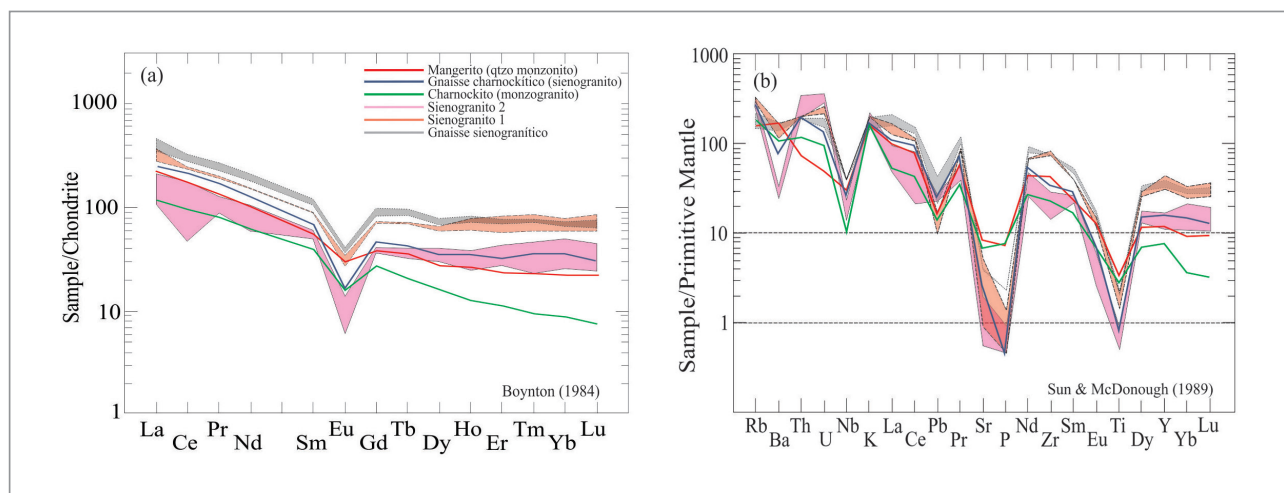 (a)
Mangerito (qtzo monzonito)
Gnaisse charnockítico (sienogranito)
Charnockito (monzogranito)
Sienogranito 2
Sienogranito 1
Gnaisse sienogranítico
1000
100
10
1
Sample/Chondrite
Boynton (1984)
La Ce Pr Nd Sm Eu Gd Tb Dy Ho Er Tm Yb Lu
(b)
1000
100
10
1
Sample/Primitive Mantle
Sun & McDonough (1989)
Rb Ba Th U Nb K La Ce Pb Pr Sr P Nd Zr Sm Eu Ti Dy Y Yb Lu